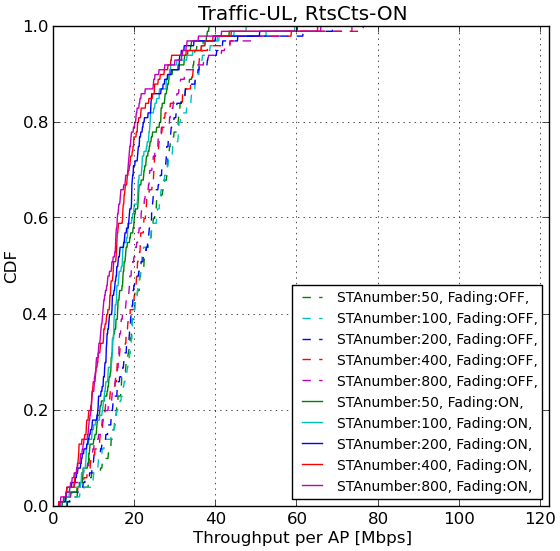 Traffic-UL, RtsCts-ON
1.0
0.8
0.6
0.4
0.2
0.0
CDF
STAnumber:50, Fading:OFF,
STAnumber:100, Fading:OFF,
STAnumber:200, Fading:OFF,
STAnumber:400, Fading:OFF,
STAnumber:800, Fading:OFF,
STAnumber:50, Fading:ON,
STAnumber:100, Fading:ON,
STAnumber:200, Fading:ON,
STAnumber:400, Fading:ON,
STAnumber:800, Fading:ON,
0 20 40 60 80 100 120
Throughput per AP [Mbps]